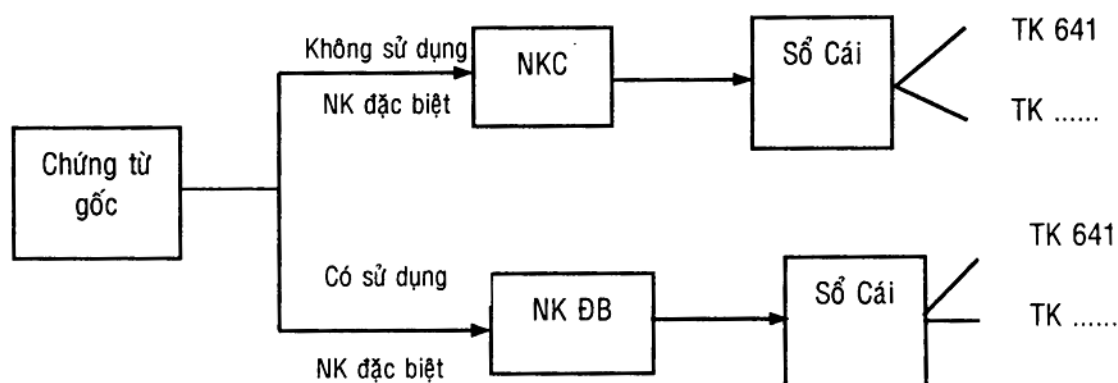 Không sử dụng
NK đặc biệt
NKC
Sổ Cái
TK 641
TK ......
Chứng từ
gốc
Có sử dụng
NK đặc biệt
NK ĐB
Sổ Cái
TK 641
TK ......